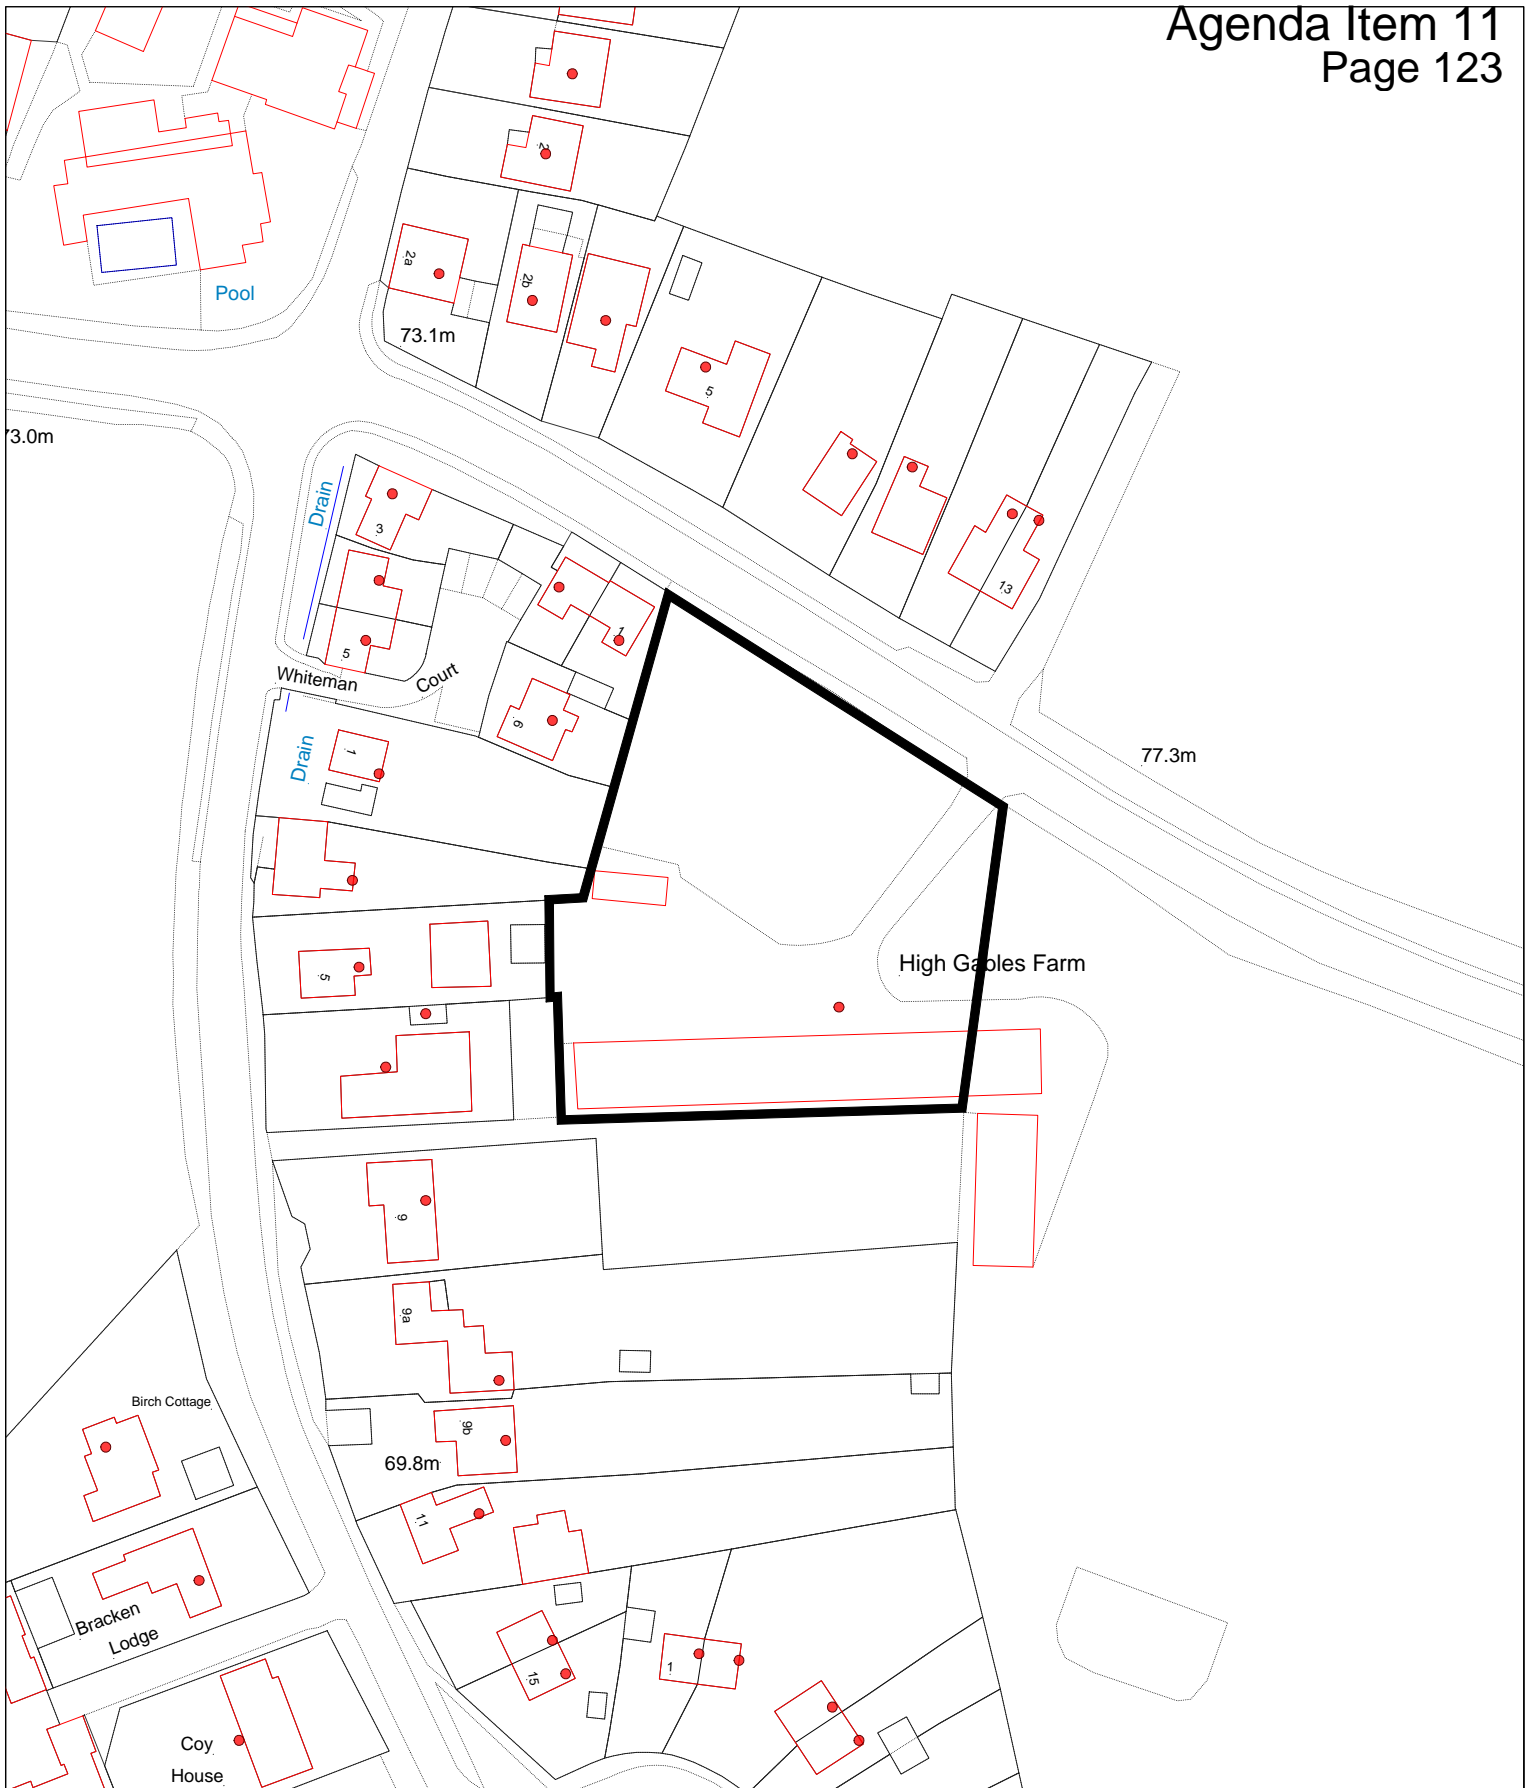 Agenda Item 11
Page 123
2
2a
2b
Pool
73.1m
5
73.0m
Drain
3
13
1
5
Whiteman
Court
6
Drain
1
77.3m
High Gables Farm
5
9
9a
Birch Cottage
9b
69.8m
11
Bracken
Lodge
15
1
Coy
House